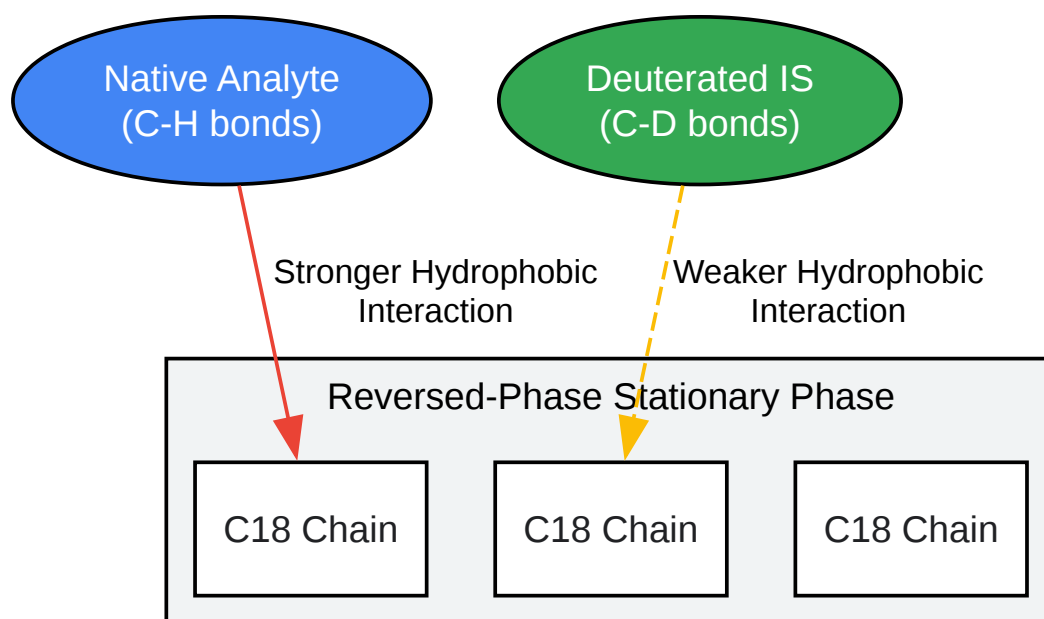 Native Analyte
(C-H bonds)
Deuterated IS
(C-D bonds)
Stronger Hydrophobic
Interaction
Weaker Hydrophobic
Interaction
Reversed-Phase Stationary Phase
C18 Chain
C18 Chain
C18 Chain